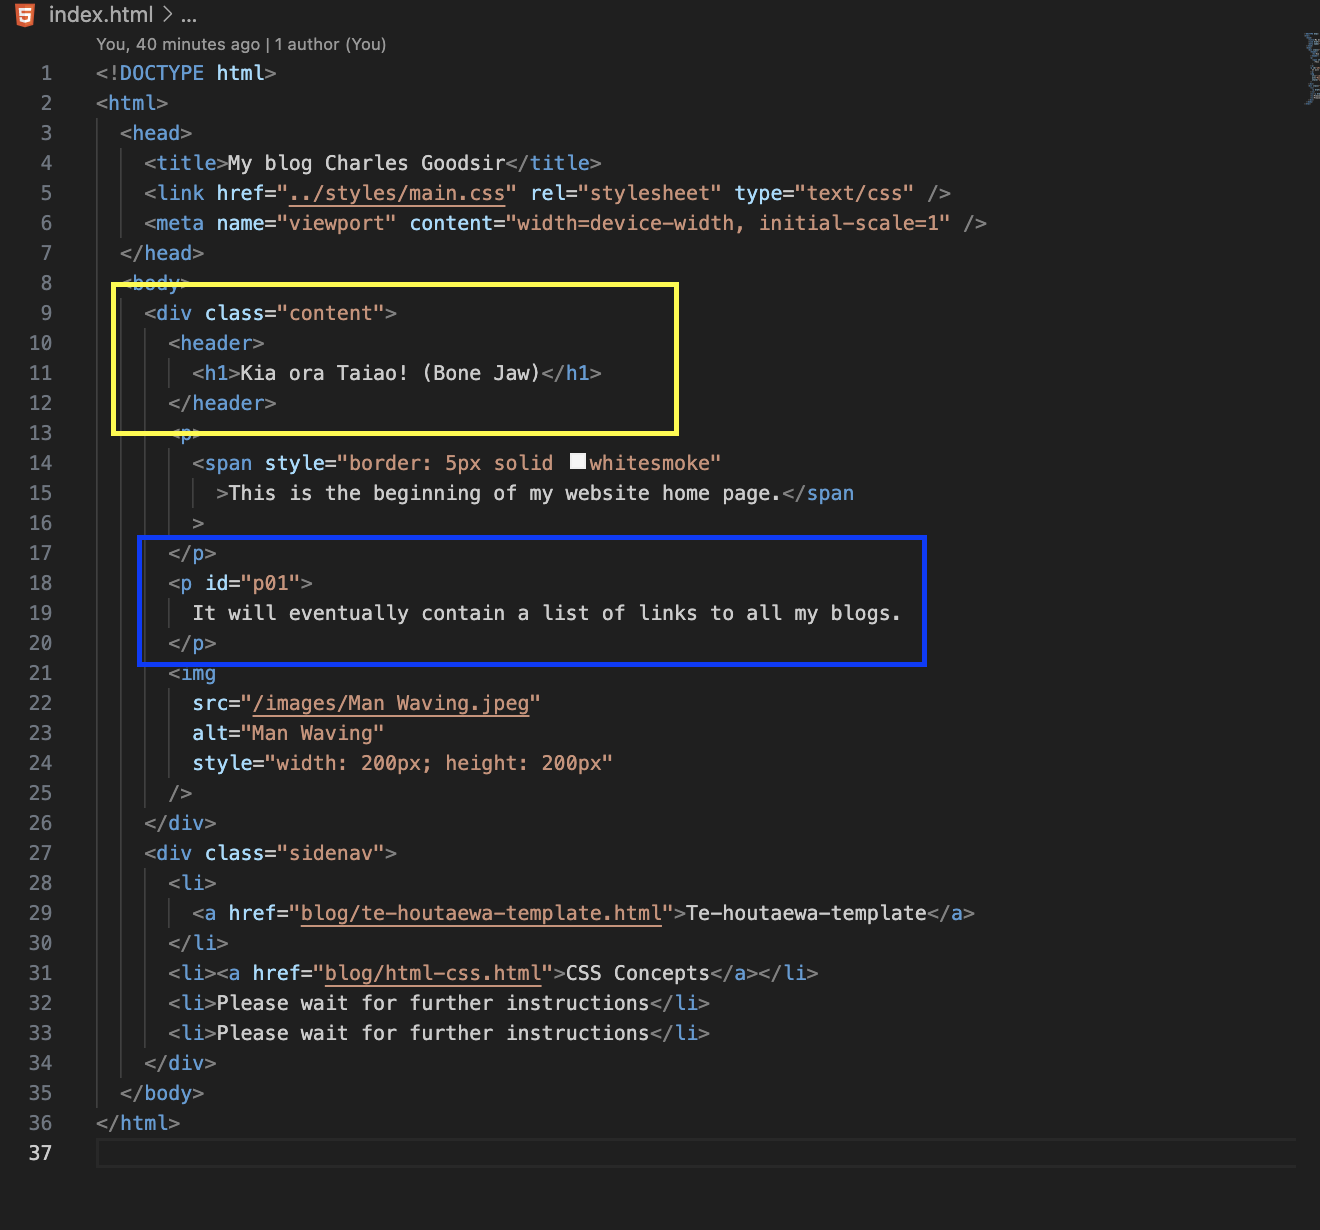 index.html > ...
You, 40 minutes ago | 1 author (You)
1 <!DOCTYPE html>
2 <html>
3 <head>
4 <title>My blog Charles Goodsir</title>
5 <link href="../styles/main.css" rel="stylesheet" type="text/css" />
6 <meta name="viewport" content="width=device-width, initial-scale=1" />
7 </head>
8 <body>
9 <div class="content">
10 <header>
11 <h1>Kia ora Taiao! (Bone Jaw)</h1>
12 </header>
13 <p>
14 <span style="border: 5px solid whitesmoke"
15 >This is the beginning of my website home page.</span
16 >
17 </p>
18 <p id="p01">
19 It will eventually contain a list of links to all my blogs.
20 </p>
21 <img
22 src="/images/Man Waving.jpeg"
23 alt="Man Waving"
24 style="width: 200px; height: 200px"
25 />
26 </div>
27 <div class="sidenav">
28 <li>
29 <a href="blog/te-houtaewa-template.html">Te-houtaewa-template</a>
30 </li>
31 <li><a href="blog/html-css.html">CSS Concepts</a></li>
32 <li>Please wait for further instructions</li>
33 <li>Please wait for further instructions</li>
34 </div>
35 </body>
36 </html>
37